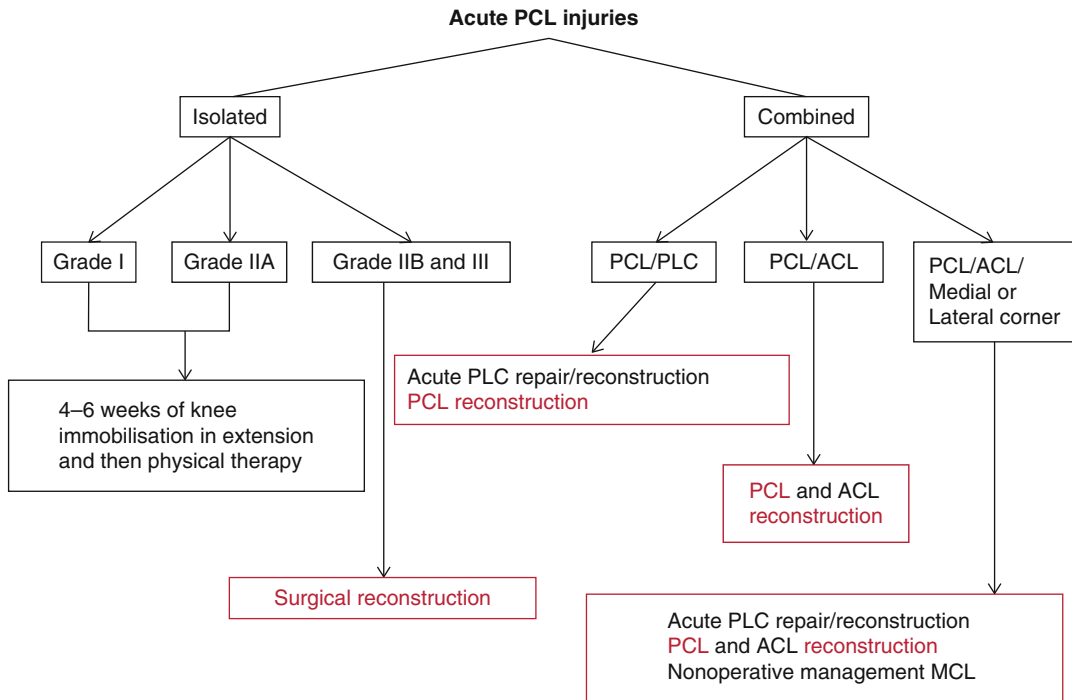 Acute PCL injuries
Isolated
Combined
Grade I
Grade IIA
Grade IIB and III
PCL/PLC
PCL/ACL
PCL/ACL/
Medial or
Lateral corner
4–6 weeks of knee
immobilisation in extension
and then physical therapy
Acute PLC repair/reconstruction
PCL reconstruction
PCL and ACL
reconstruction
Surgical reconstruction
Acute PLC repair/reconstruction
PCL and ACL reconstruction
Nonoperative management MCL